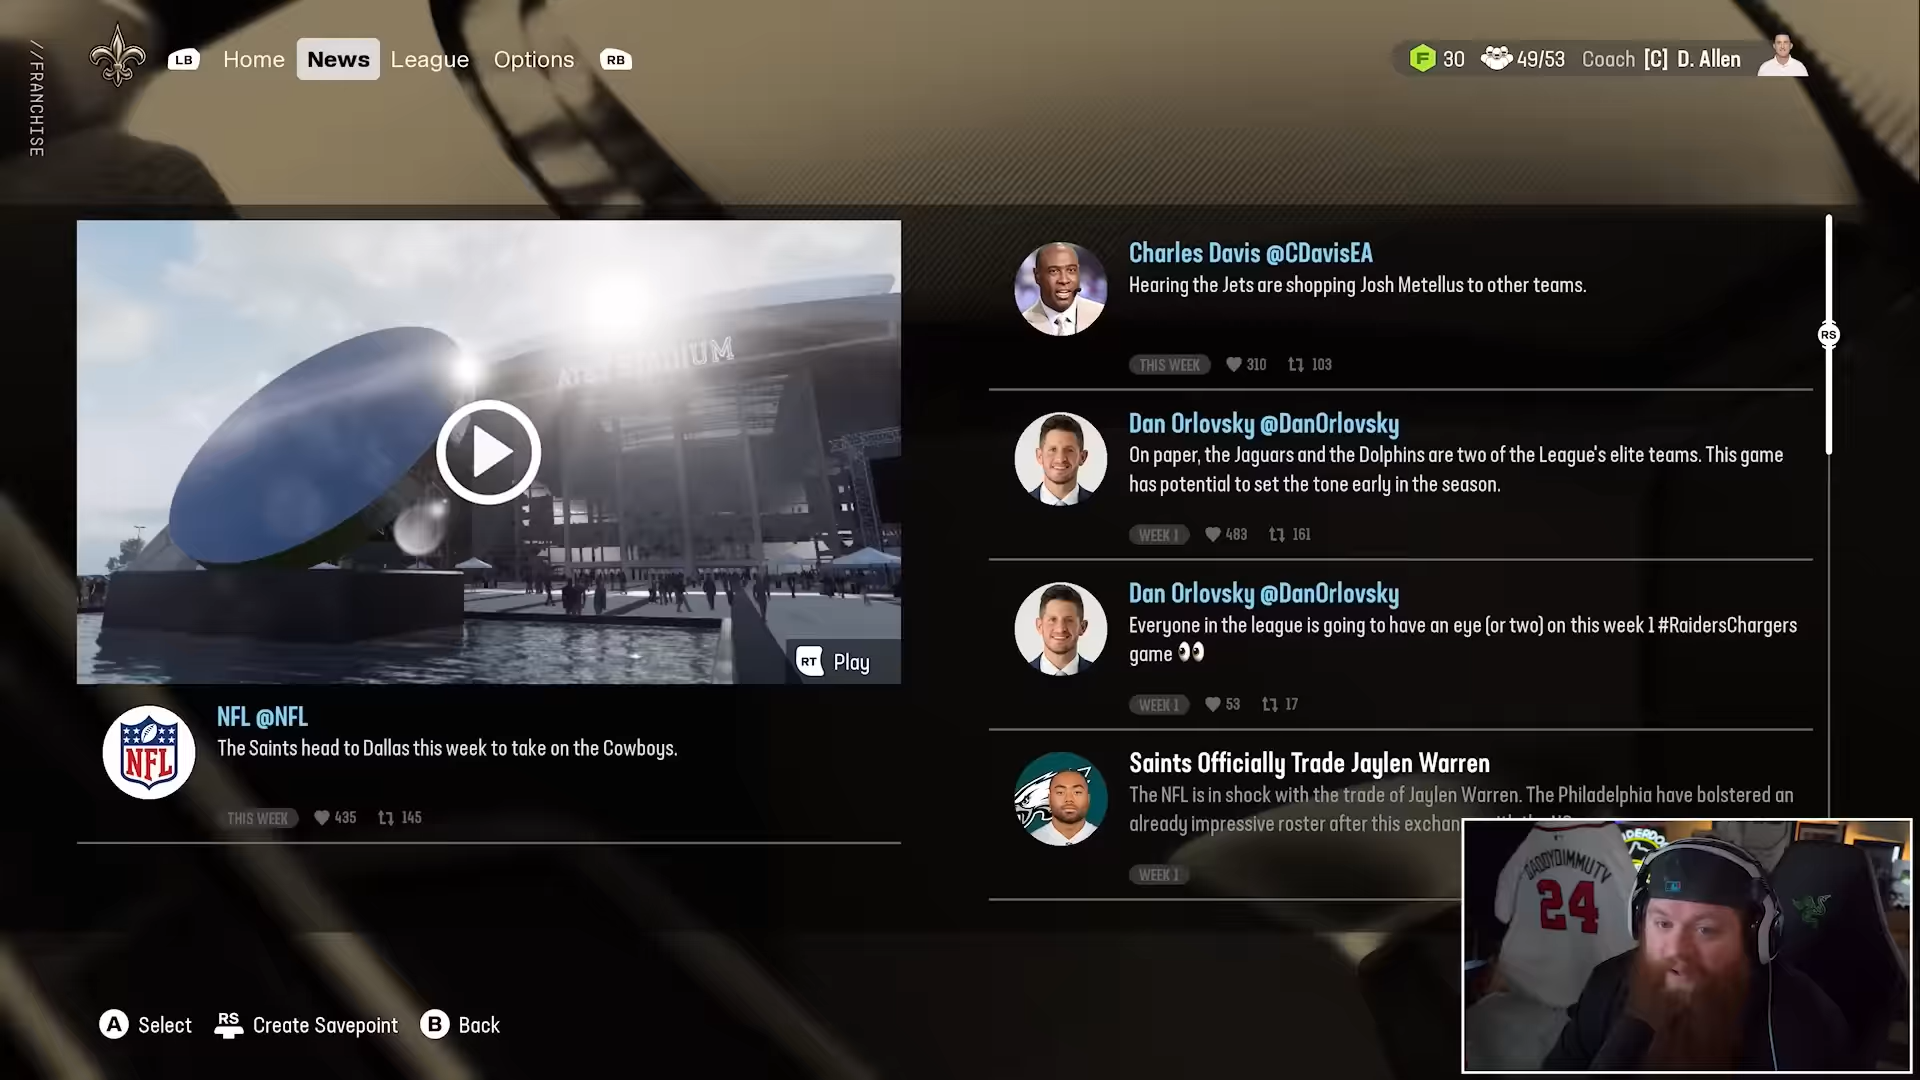 //FRANCHISE
LB Home News League Options RB
F 30 49/53 Coach [C] D. Allen
AT&T STADIUM
RT Play
NFL
NFL @NFL
The Saints head to Dallas this week to take on the Cowboys.
THIS WEEK 435 145
Charles Davis @CDavisEA
Hearing the Jets are shopping Josh Metellus to other teams.
THIS WEEK 310 103
RS
Dan Orlovsky @DanOrlovsky
On paper, the Jaguars and the Dolphins are two of the League's elite teams. This game
has potential to set the tone early in the season.
WEEK 1 483 161
Dan Orlovsky @DanOrlovsky
Everyone in the league is going to have an eye (or two) on this week 1 #RaidersChargers
game 👀
WEEK 1 53 17
Saints Officially Trade Jaylen Warren
The NFL is in shock with the trade of Jaylen Warren. The Philadelphia have bolstered an
already impressive roster after this exchan
WEEK 1
DADDYDIMMUTV
24
A Select RS Create Savepoint B Back